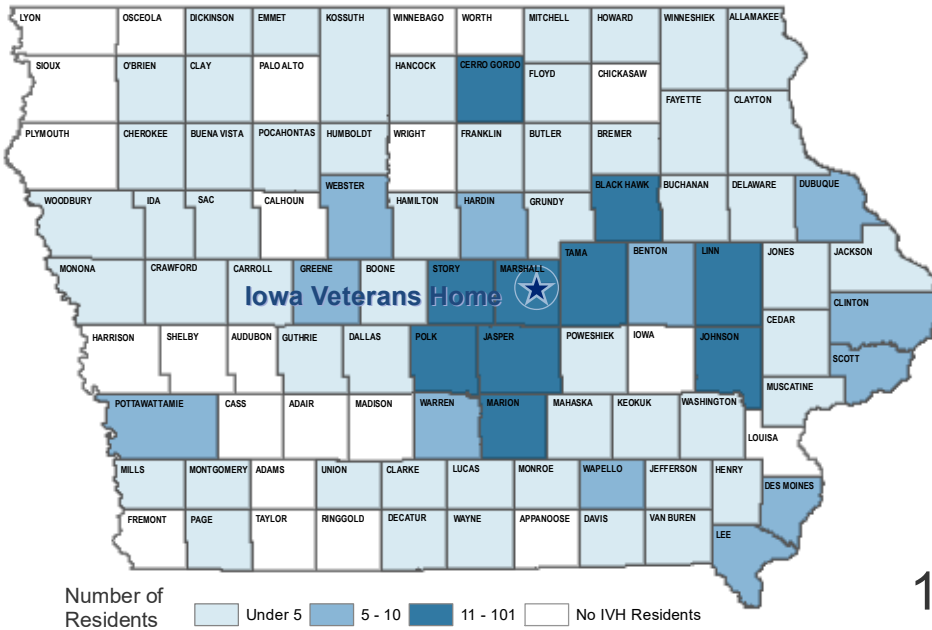 LYON OSCEOLA DICKINSON EMMET KOSSUTH WINNEBAGO WORTH MITCHELL HOWARD WINNESHIEK ALLAMAKEE
SIOUX O'BRIEN CLAY PALO ALTO HANCOCK CERRO GORDO FLOYD CHICKASAW
FAYETTE CLAYTON
PLYMOUTH CHEROKEE BUENA VISTA POCAHONTAS HUMBOLDT WRIGHT FRANKLIN BUTLER BREMER
WOODBURY IDA SAC CALHOUN WEBSTER HAMILTON HARDIN GRUNDY BLACK HAWK BUCHANAN DELAWARE DUBUQUE
MONONA CRAWFORD CARROLL GREENE BOONE STORY MARSHALL TAMA BENTON LINN JONES JACKSON
Iowa Veterans Home
CLINTON
HARRISON SHELBY AUDUBON GUTHRIE DALLAS POLK JASPER POWESHIEK IOWA JOHNSON CEDAR
SCOTT
MUSCATINE
POTTAWATTAMIE CASS ADAIR MADISON WARREN MARION MAHASKA KEOKUK WASHINGTON
LOUISA
MILLS MONTGOMERY ADAMS UNION CLARKE LUCAS MONROE WAPELLO JEFFERSON HENRY
DES MOINES
FREMONT PAGE TAYLOR RINGGOLD DECATUR WAYNE APPANOOSE DAVIS VAN BUREN
LEE
Number of
Residents Under 5 5 - 10 11 - 101 No IVH Residents
1